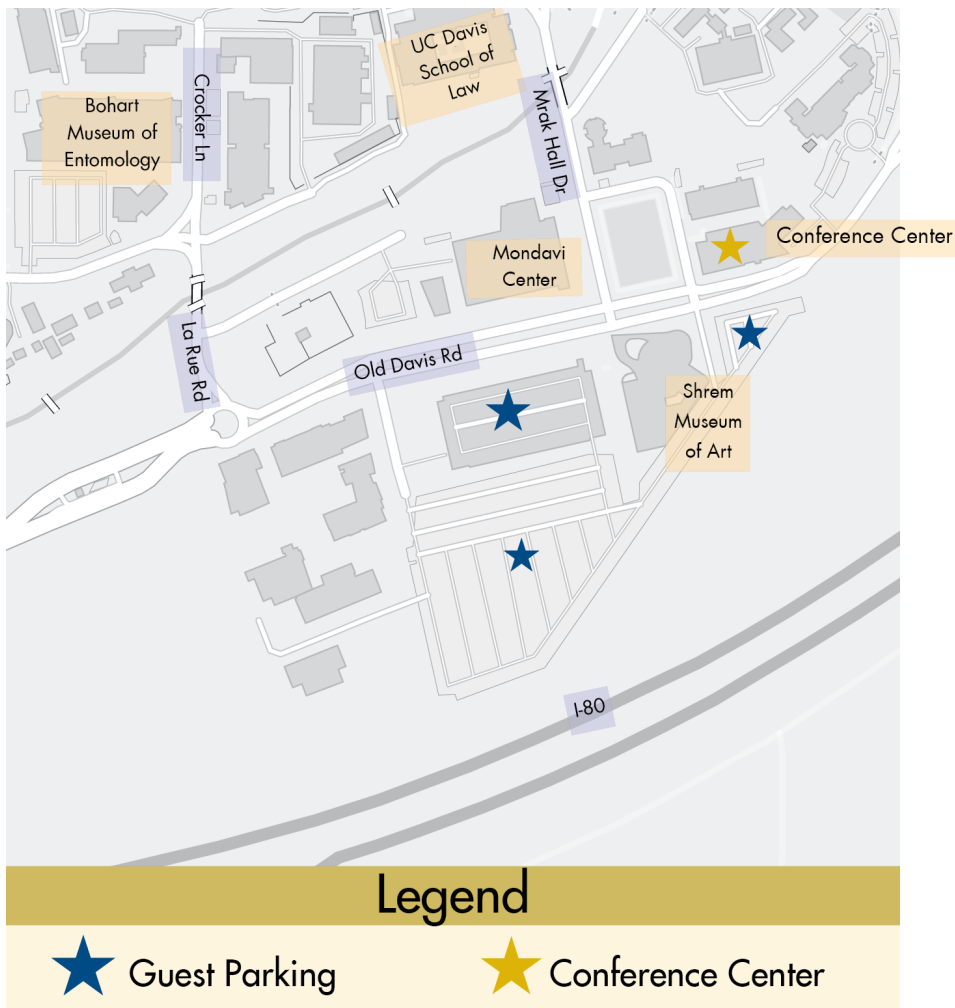 UC Davis
School of
Law
Bohart
Museum of
Entomology
Crocker Ln
Mrak Hall Dr
Conference Center
Mondavi
Center
La Rue Rd
Old Davis Rd
Shrem
Museum
of Art
I-80
Legend
Guest Parking
Conference Center